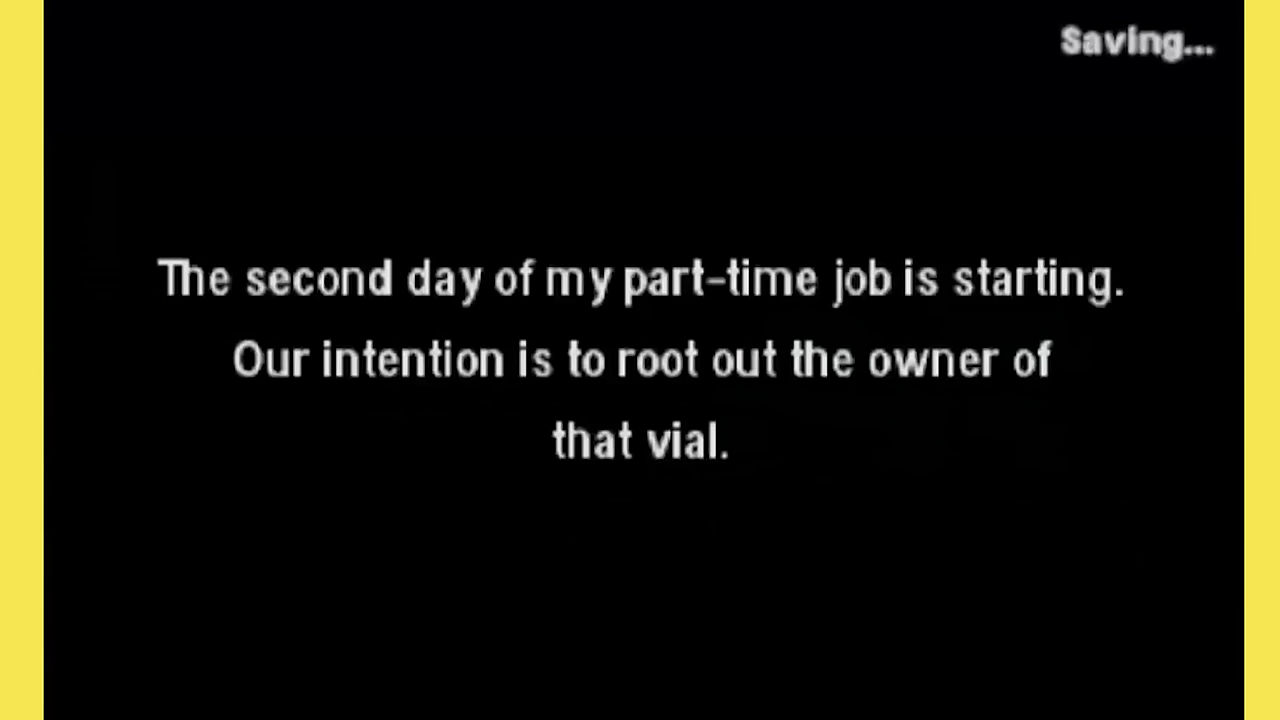 Saving...
The second day of my part-time job is starting.
Our intention is to root out the owner of
that vial.